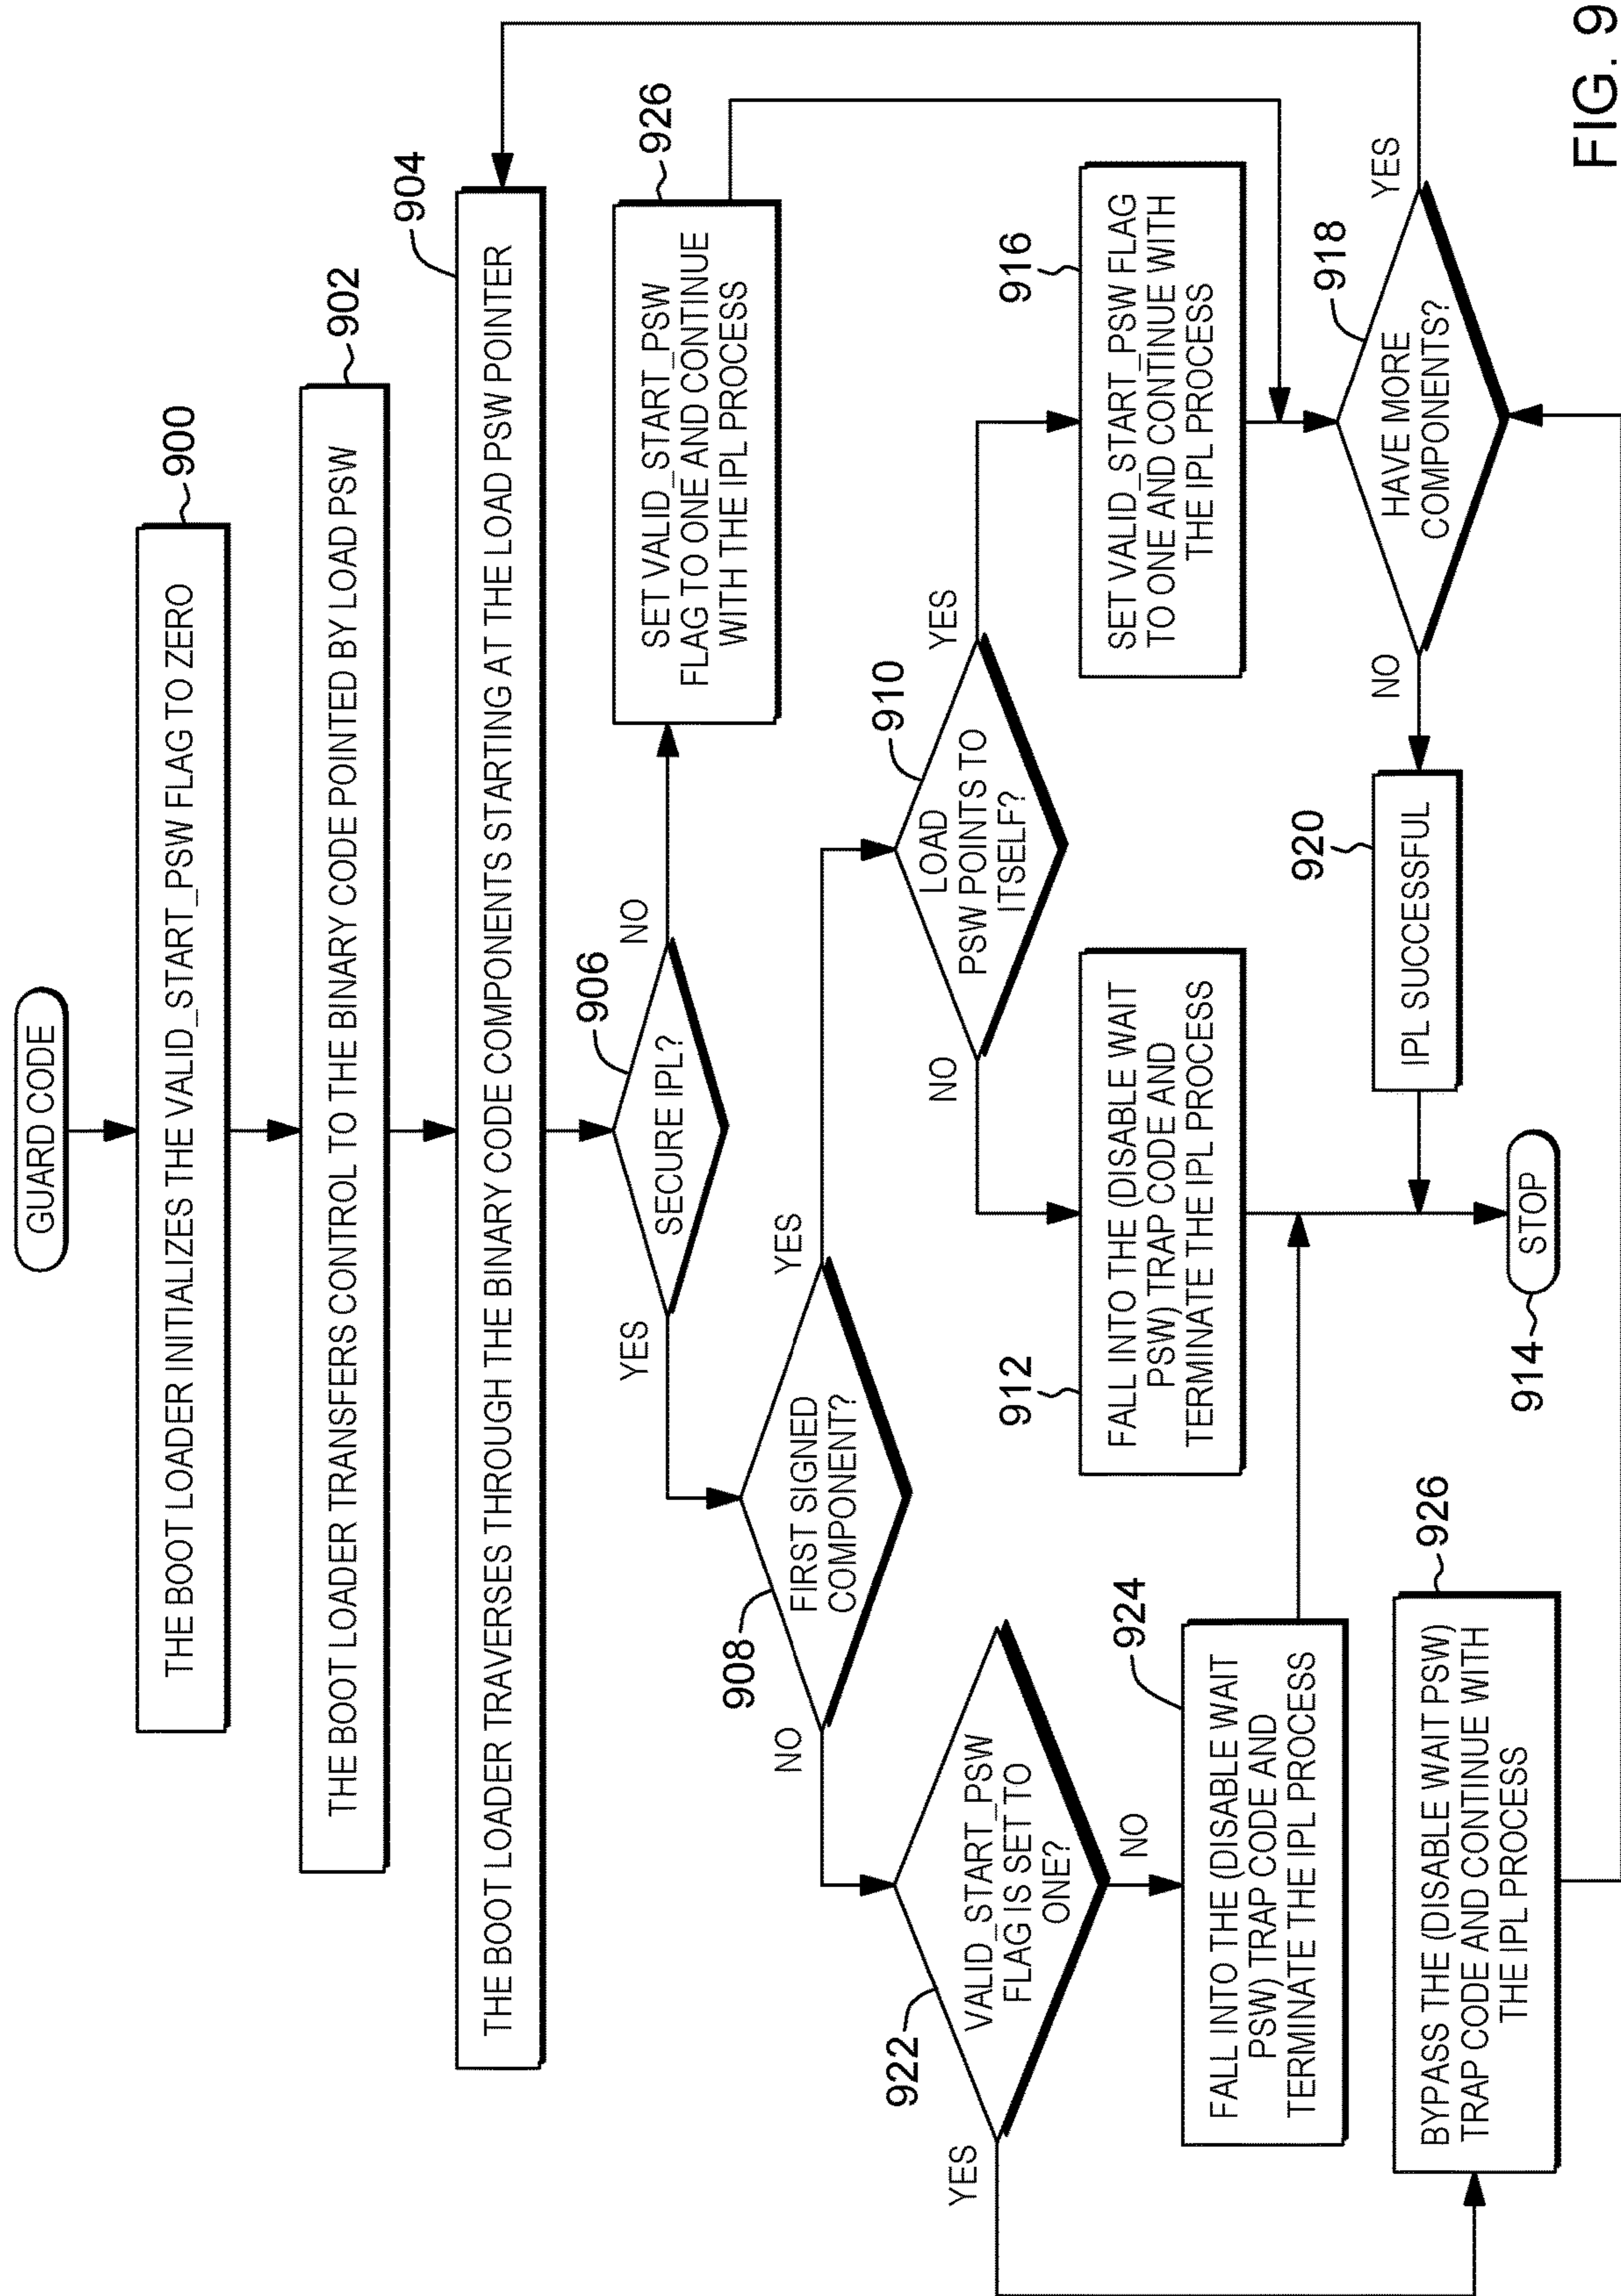 GUARD CODE
THE BOOT LOADER INITIALIZES THE VALID_START_PSW FLAG TO ZERO
900
THE BOOT LOADER TRANSFERS CONTROL TO THE BINARY CODE POINTED BY LOAD PSW
902
THE BOOT LOADER TRAVERSES THROUGH THE BINARY CODE COMPONENTS STARTING AT THE LOAD PSW POINTER
904
SECURE IPL?
906
YES
NO
SET VALID_START_PSW
FLAG TO ONE AND CONTINUE
WITH THE IPL PROCESS
926
FIRST SIGNED
COMPONENT?
908
NO
YES
LOAD
PSW POINTS TO
ITSELF?
910
NO
YES
VALID_START_PSW
FLAG IS SET TO
ONE?
922
YES
NO
FALL INTO THE (DISABLE WAIT
PSW) TRAP CODE AND
TERMINATE THE IPL PROCESS
912
SET VALID_START_PSW FLAG
TO ONE AND CONTINUE WITH
THE IPL PROCESS
916
FALL INTO THE (DISABLE WAIT
PSW) TRAP CODE AND
TERMINATE THE IPL PROCESS
924
IPL SUCCESSFUL
920
HAVE MORE
COMPONENTS?
918
NO
YES
BYPASS THE (DISABLE WAIT PSW)
TRAP CODE AND CONTINUE WITH
THE IPL PROCESS
926
STOP
914
FIG. 9